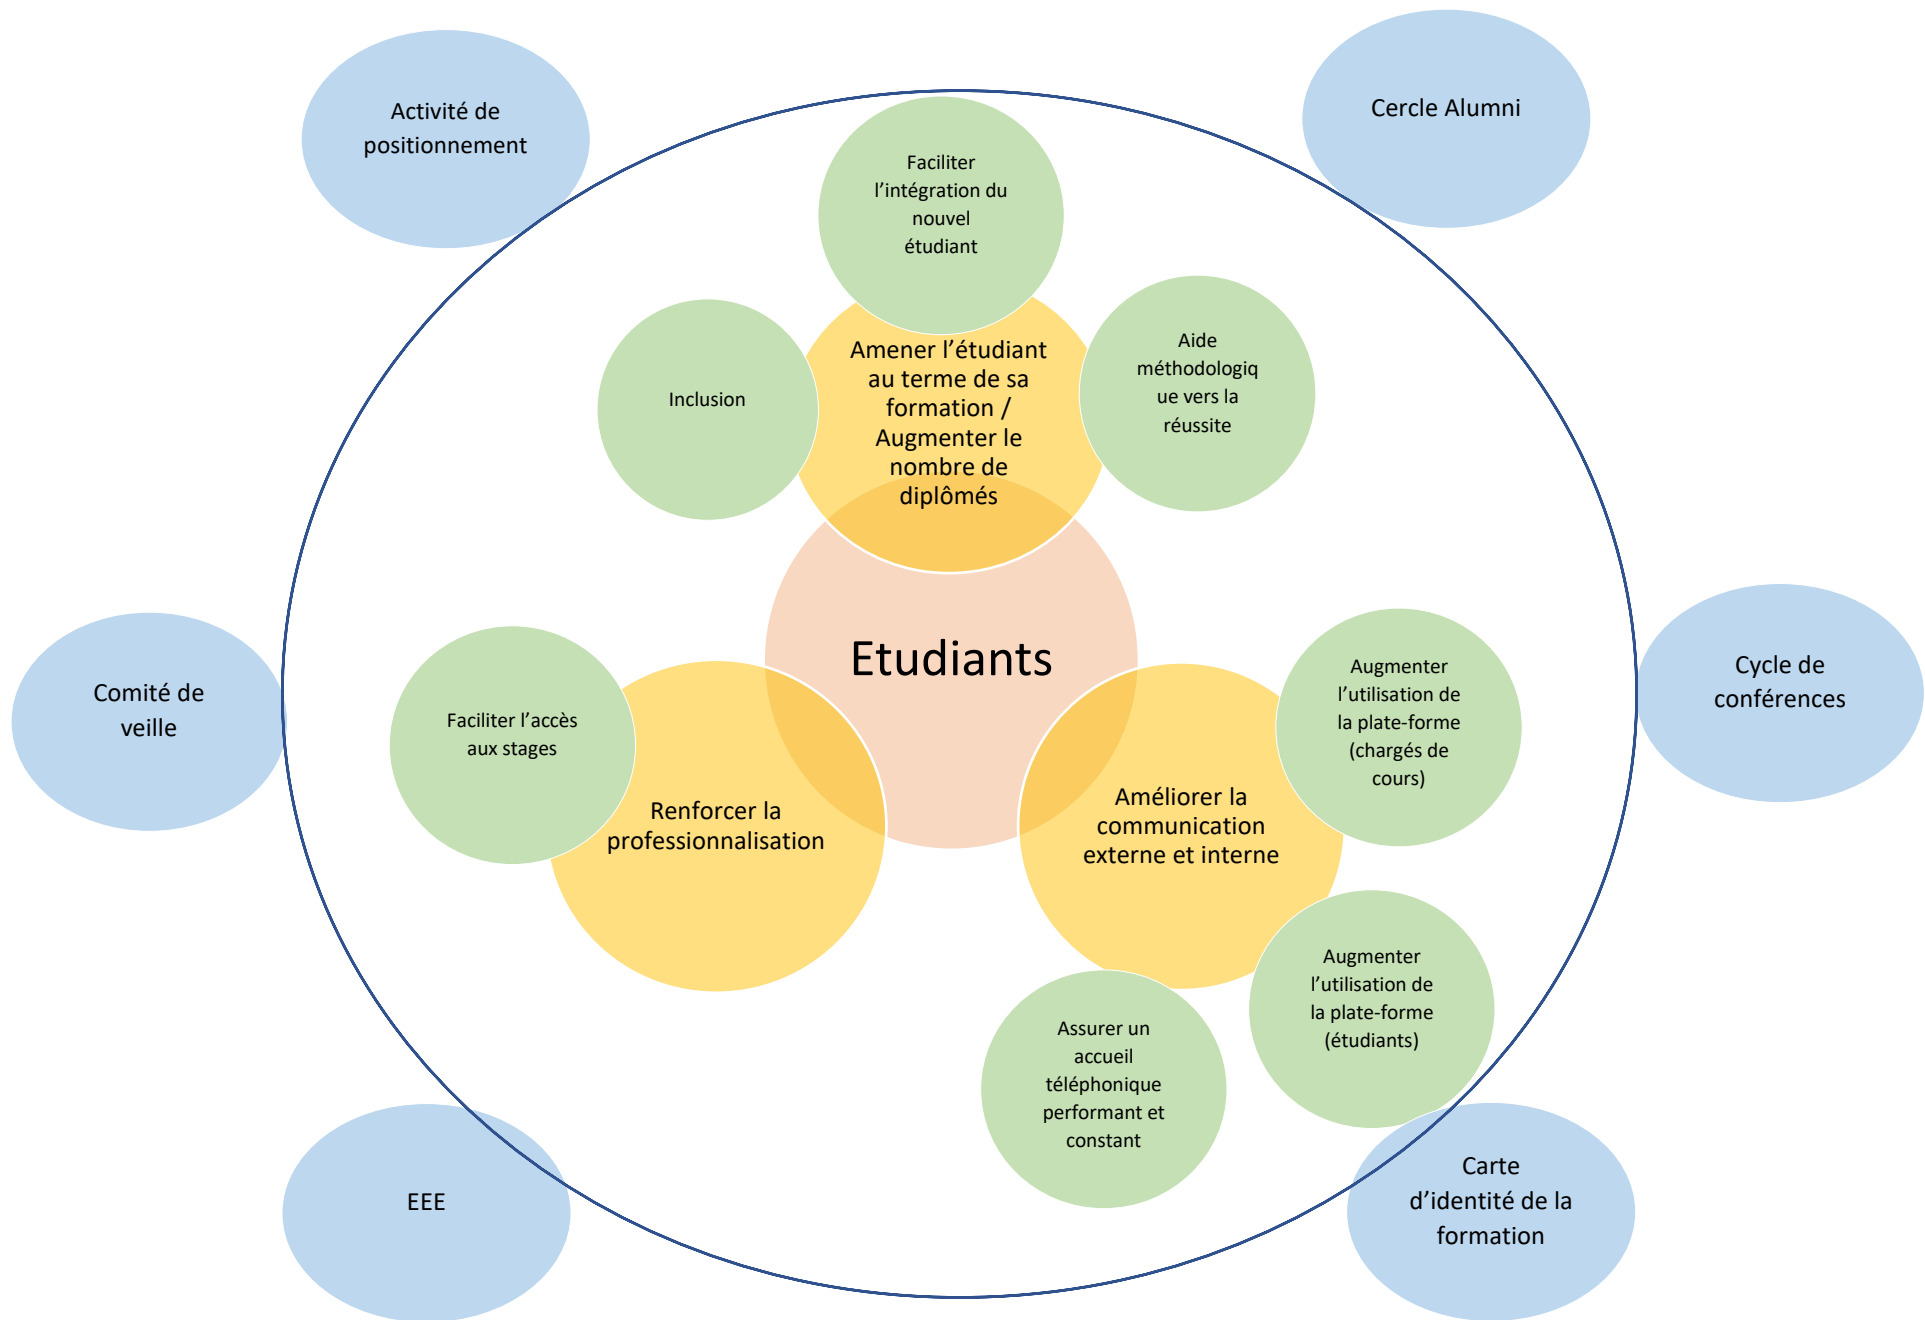 Activité de
positionnement
Cercle Alumni
Faciliter
l’intégration du
nouvel
étudiant
Inclusion
Amener l’étudiant
au terme de sa
formation /
Augmenter le
nombre de
diplômés
Aide
méthodologiq
ue vers la
réussite
Etudiants
Comité de
veille
Faciliter l’accès
aux stages
Renforcer la
professionnalisation
Améliorer la
communication
externe et interne
Augmenter
l’utilisation de
la plate-forme
(chargés de
cours)
Cycle de
conférences
Augmenter
l’utilisation de
la plate-forme
(étudiants)
Assurer un
accueil
téléphonique
performant et
constant
EEE
Carte
d’identité de la
formation